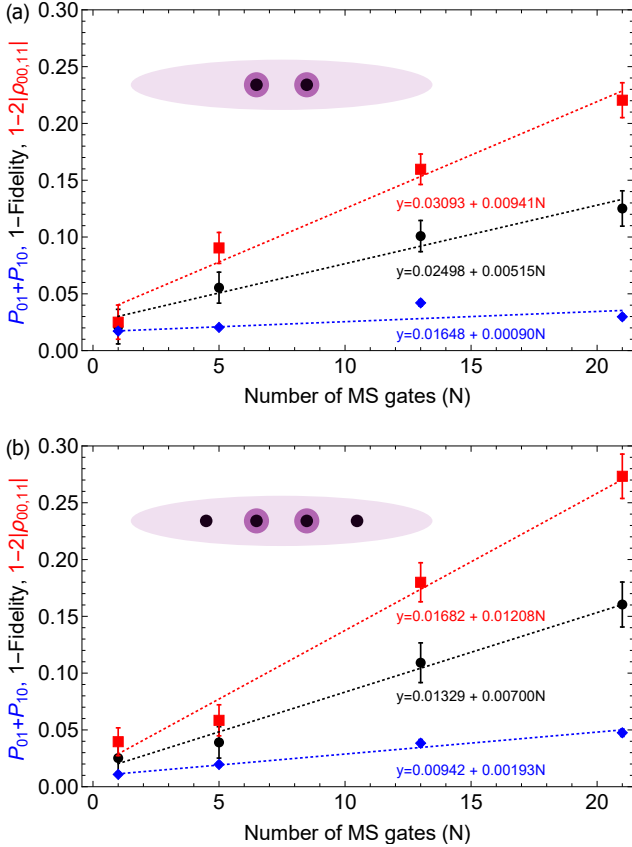 (a)
0.30
0.25
0.20
0.15
0.10
0.05
0.00
P01+P10, 1−Fidelity, 1−2|ρ00,11|
y=0.03093 + 0.00941N
y=0.02498 + 0.00515N
y=0.01648 + 0.00090N
0 5 10 15 20
Number of MS gates (N)
(b)
0.30
0.25
0.20
0.15
0.10
0.05
0.00
P01+P10, 1−Fidelity, 1−2|ρ00,11|
y=0.01682 + 0.01208N
y=0.01329 + 0.00700N
y=0.00942 + 0.00193N
0 5 10 15 20
Number of MS gates (N)